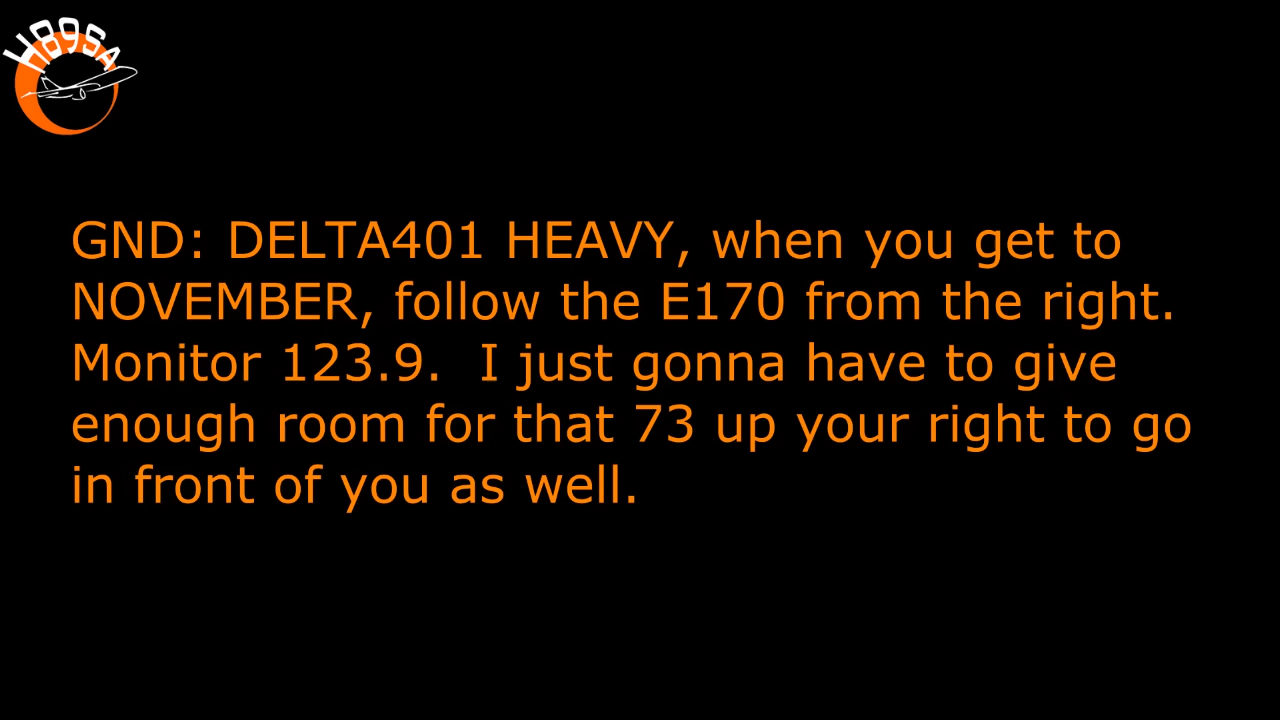 H89SA
GND: DELTA401 HEAVY, when you get to
NOVEMBER, follow the E170 from the right.
Monitor 123.9.  I just gonna have to give
enough room for that 73 up your right to go
in front of you as well.